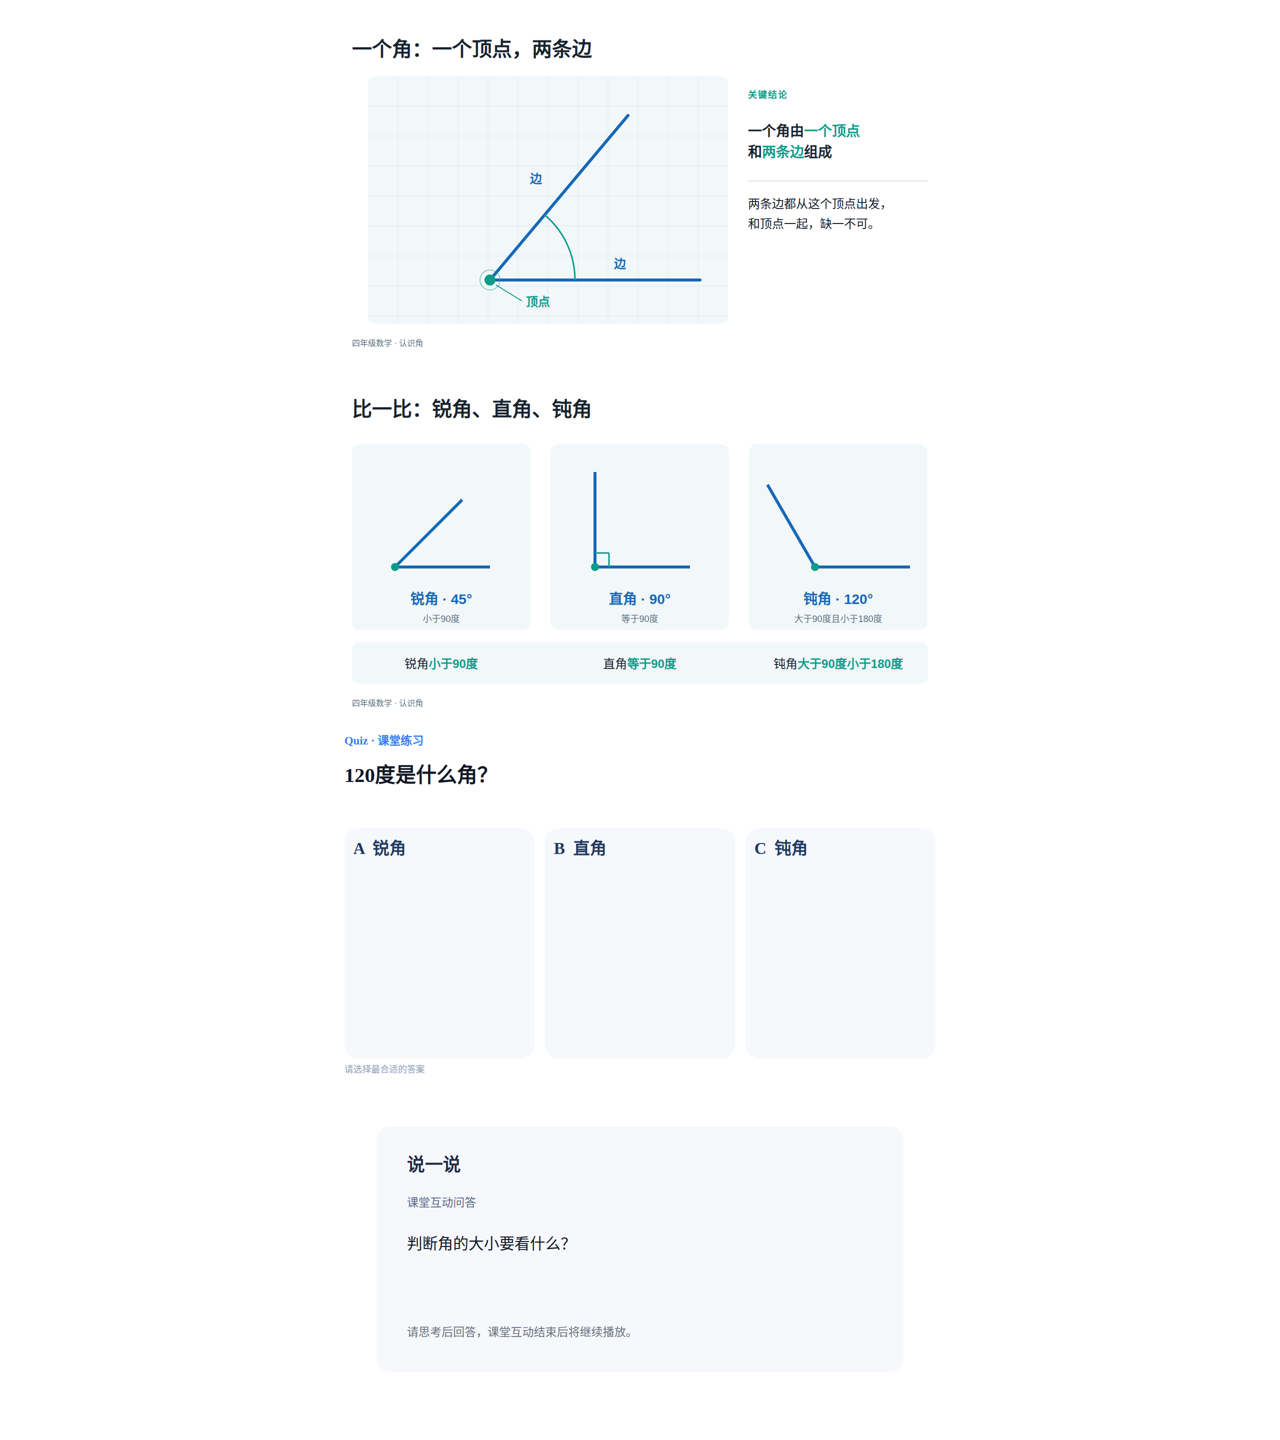 一个角：一个顶点，两条边
关键结论
一个角由一个顶点
和两条边组成
两条边都从这个顶点出发，
和顶点一起，缺一不可。
边
边
顶点
四年级数学 · 认识角
比一比：锐角、直角、钝角
锐角 · 45°
小于90度
直角 · 90°
等于90度
钝角 · 120°
大于90度且小于180度
锐角小于90度
直角等于90度
钝角大于90度小于180度
四年级数学 · 认识角
Quiz · 课堂练习
120度是什么角？
A 锐角
B 直角
C 钝角
请选择最合适的答案
说一说
课堂互动问答
判断角的大小要看什么？
请思考后回答，课堂互动结束后将继续播放。